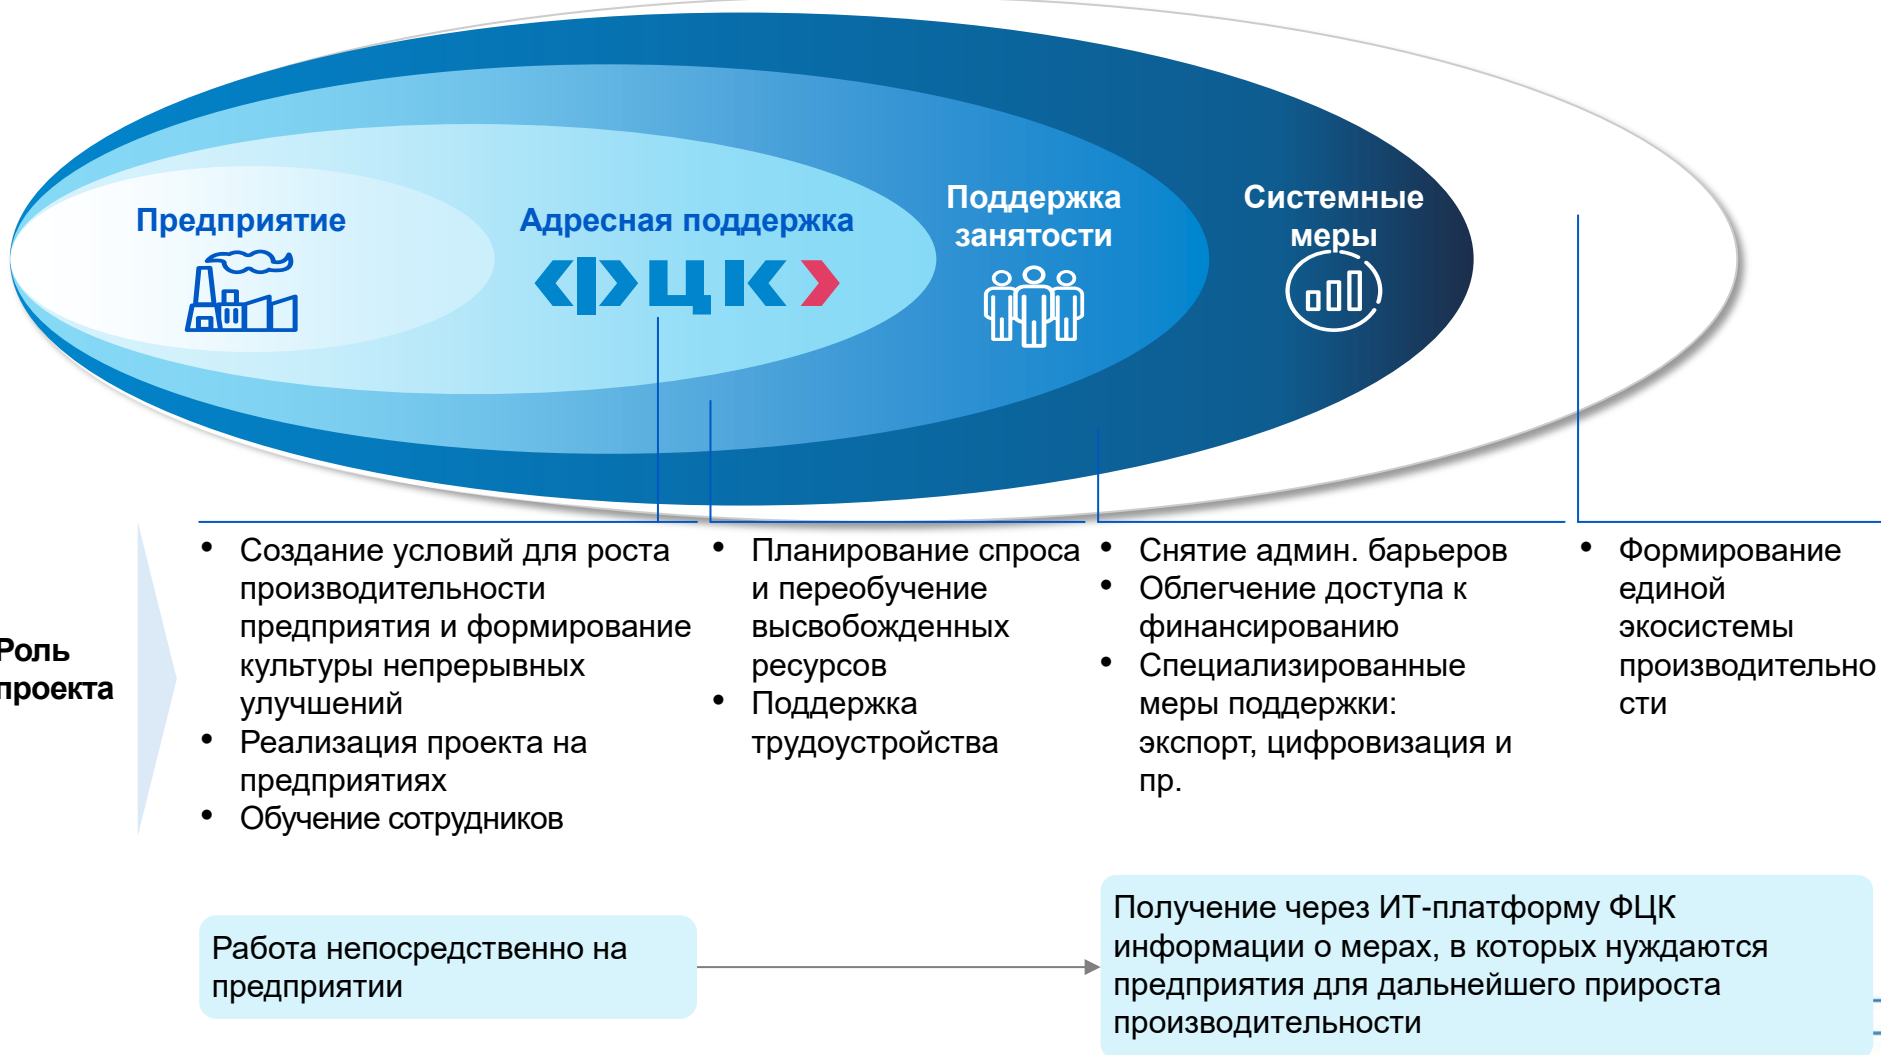 Предприятие
Адресная поддержка
ФЦК
Поддержка
занятости
Системные
меры
Роль
проекта
• Создание условий для роста
производительности
предприятия и формирование
культуры непрерывных
улучшений
• Реализация проекта на
предприятиях
• Обучение сотрудников
• Планирование спроса
и переобучение
высвобожденных
ресурсов
• Поддержка
трудоустройства
• Снятие админ. барьеров
• Облегчение доступа к
финансированию
• Специализированные
меры поддержки:
экспорт, цифровизация и
пр.
• Формирование
единой
экосистемы
производительно
сти
Работа непосредственно на
предприятии
Получение через ИТ-платформу ФЦК
информации о мерах, в которых нуждаются
предприятия для дальнейшего прироста
производительности